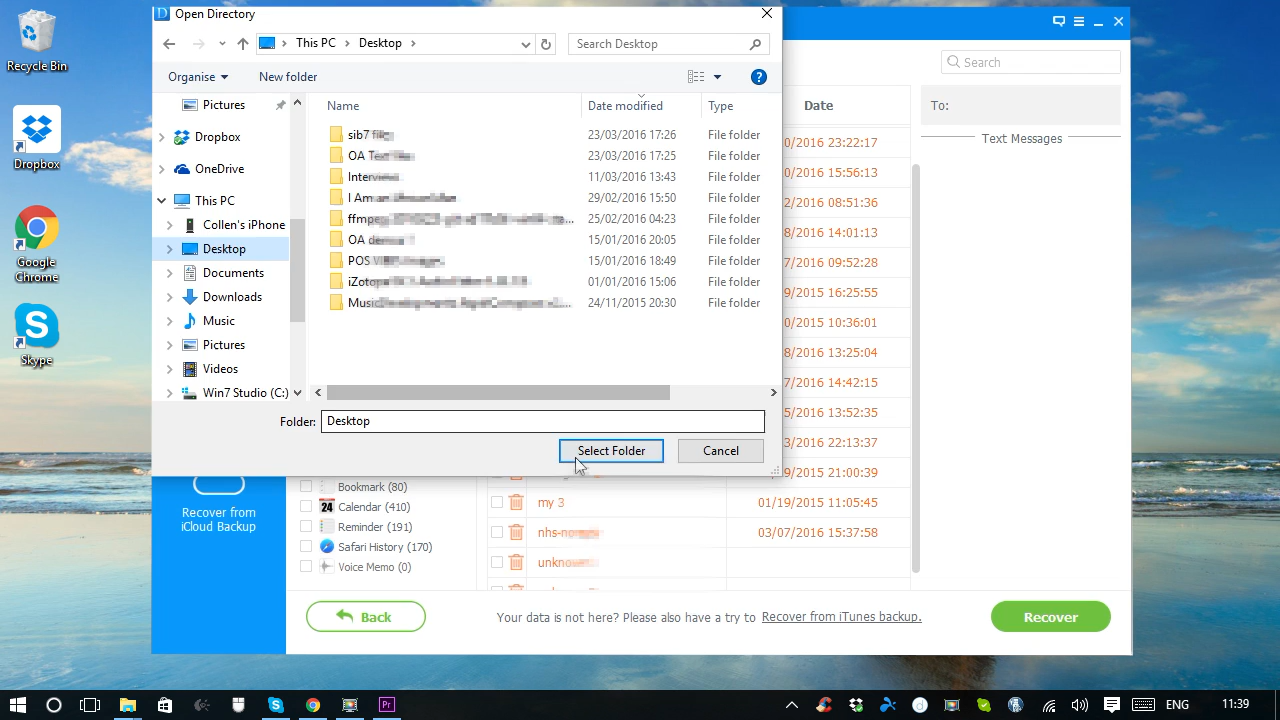 Recycle Bin
Dropbox
Google
Chrome
Skype
Open Directory
This PC
Desktop
Search Desktop
Organise
New folder
Name
Date modified
Type
Pictures
Dropbox
OneDrive
This PC
Collen's iPhone
Desktop
Documents
Downloads
Music
Pictures
Videos
Win7 Studio (C:)
sib7 23/03/2016 17:26 File folder
OA Text 23/03/2016 17:25 File folder
11/03/2016 13:43 File folder
I Am 29/02/2016 15:50 File folder
25/02/2016 04:23 File folder
OA 15/01/2016 20:05 File folder
POS 15/01/2016 18:49 File folder
01/01/2016 15:06 File folder
24/11/2015 20:30 File folder
Folder: Desktop
Select Folder
Cancel
Search
Date
0/2016 23:22:17
0/2016 15:56:13
2/2016 08:51:36
8/2016 14:01:13
7/2016 09:52:28
9/2015 16:25:55
0/2015 10:36:01
8/2016 13:25:04
7/2016 14:42:15
5/2016 13:52:35
3/2016 22:13:37
9/2015 21:00:39
my 3 01/19/2015 11:05:45
03/07/2016 15:37:58
To:
Text Messages
Recover from
iCloud Backup
Bookmark (80)
24 Calendar (410)
Reminder (191)
Safari History (170)
Voice Memo (0)
Back
Your data is not here? Please also have a try to Recover from iTunes backup.
Recover
Pr
ENG
11:39